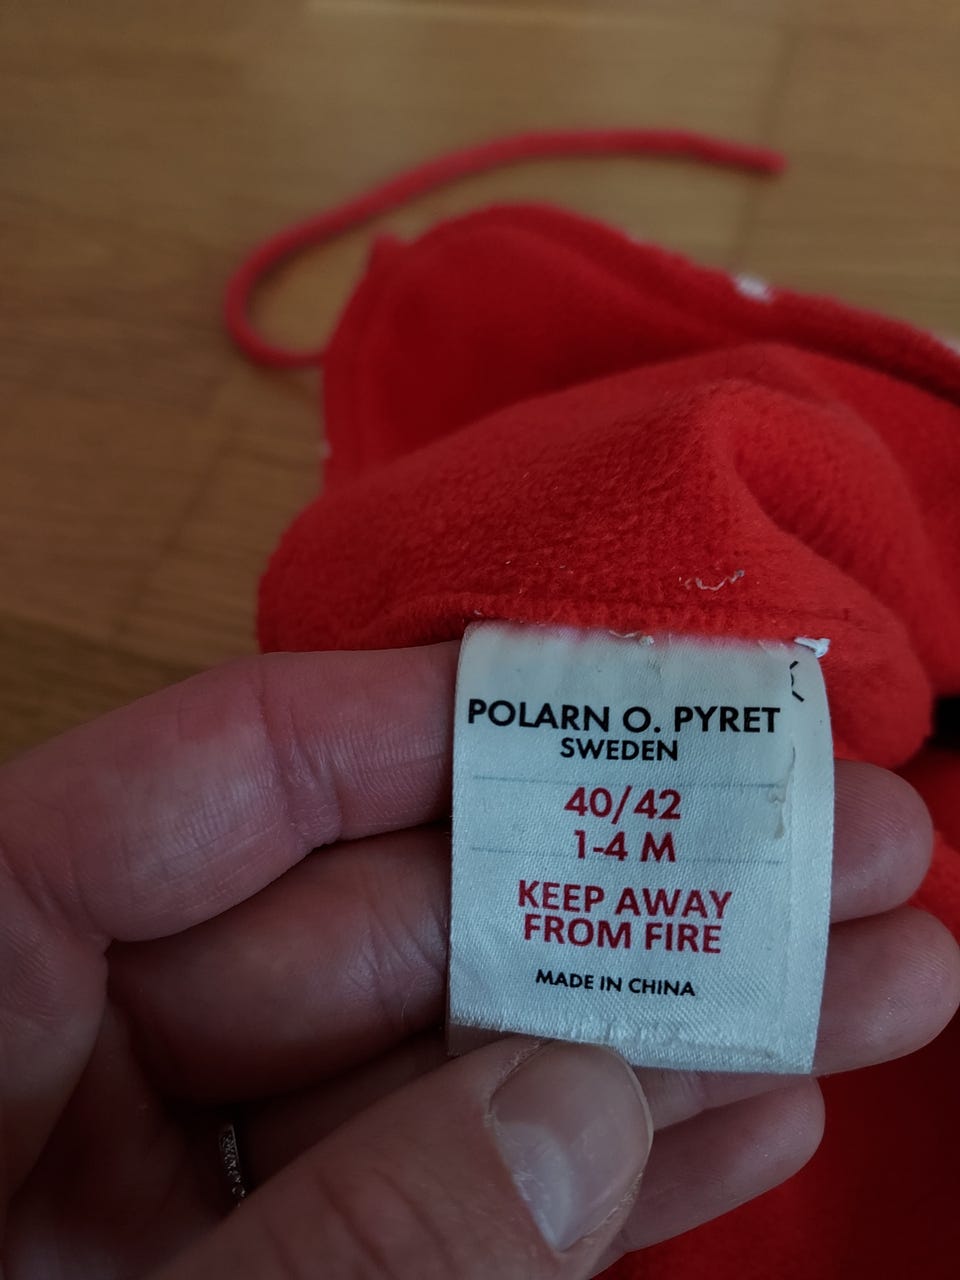 POLARN O. PYRET
SWEDEN
40/42
1-4 M
KEEP AWAY
FROM FIRE
MADE IN CHINA